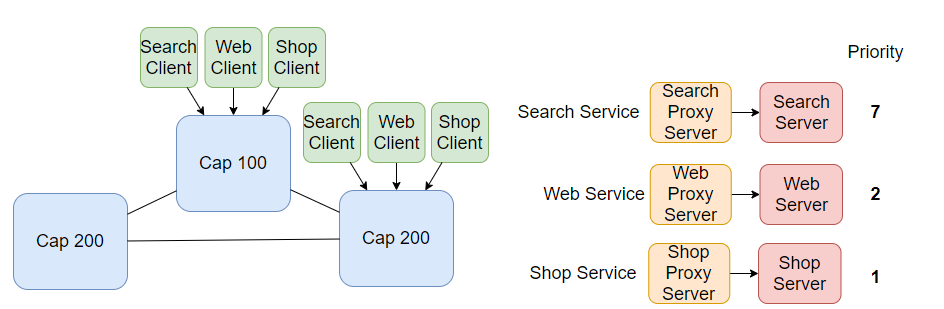 Search
Client
Web
Client
Shop
Client
Search
Client
Web
Client
Shop
Client
Cap 100
Cap 200
Cap 200
Priority
Search Service
Search
Proxy
Server
Search
Server
7
Web Service
Web
Proxy
Server
Web
Server
2
Shop Service
Shop
Proxy
Server
Shop
Server
1